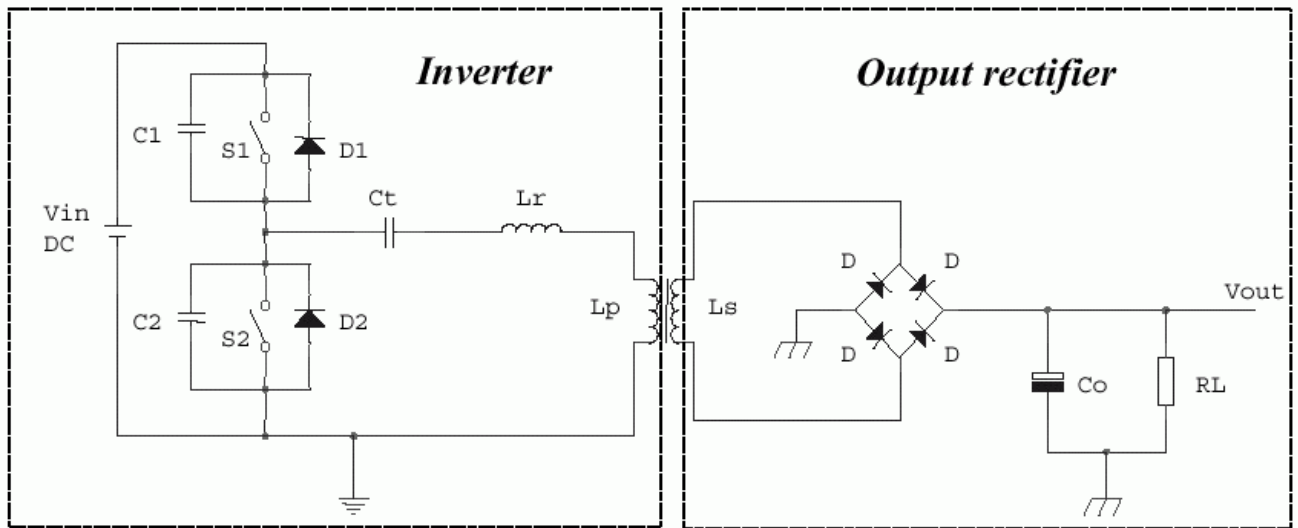 Inverter
Output rectifier
C1
S1
D1
Ct
Lr
Vin
DC
C2
S2
D2
Lp
Ls
D
D
D
D
Vout
Co
RL